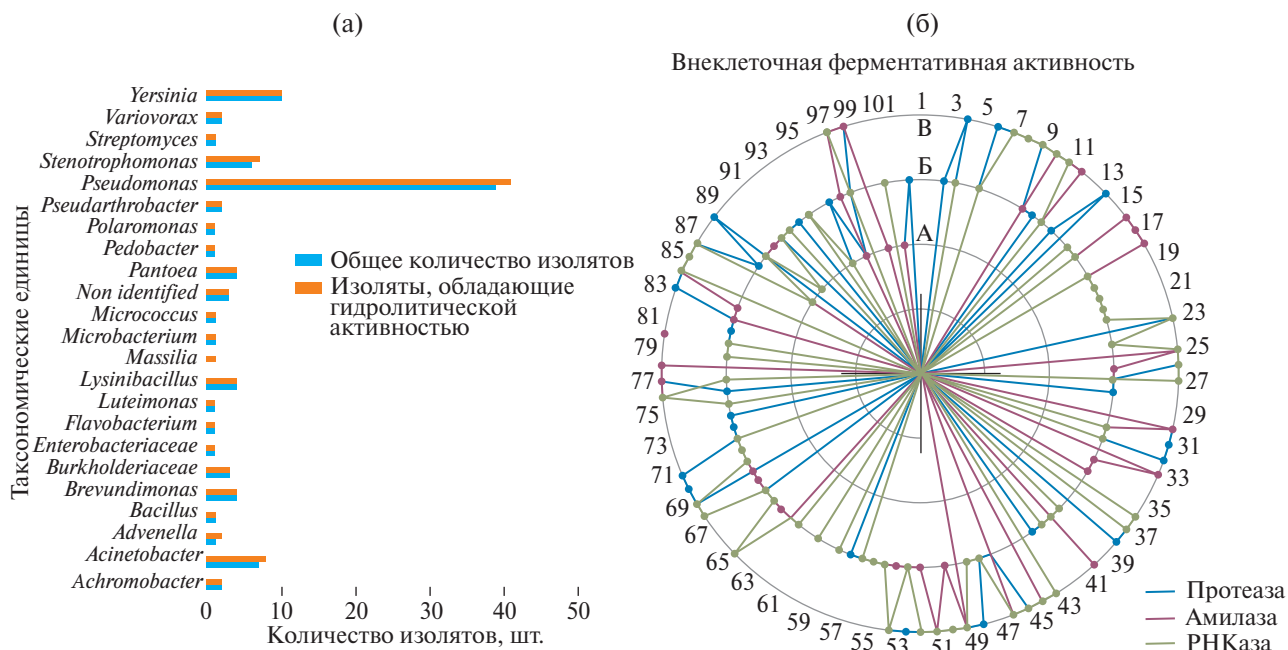 (а)
Таксономические единицы
Yersinia
Variovorax
Streptomyces
Stenotrophomonas
Pseudomonas
Pseudarthrobacter
Polaromonas
Pedobacter
Pantoea
Non identified
Micrococcus
Microbacterium
Massilia
Lysinibacillus
Luteimonas
Flavobacterium
Enterobacteriaceae
Burkholderiaceae
Brevundimonas
Bacillus
Advenella
Acinetobacter
Achromobacter
Общее количество изолятов
Изоляты, обладающие
гидролитической
активностью
0 10 20 30 40 50
Количество изолятов, шт.
(б)
Внеклеточная ферментативная активность
1
3
5
7
9
11
13
15
17
19
21
23
25
27
29
31
33
35
37
39
41
43
45
47
49
51
53
55
57
59
61
63
65
67
69
71
73
75
77
79
81
83
85
87
89
91
93
95
97
99
101
В
Б
А
Протеаза
Амилаза
РНКаза